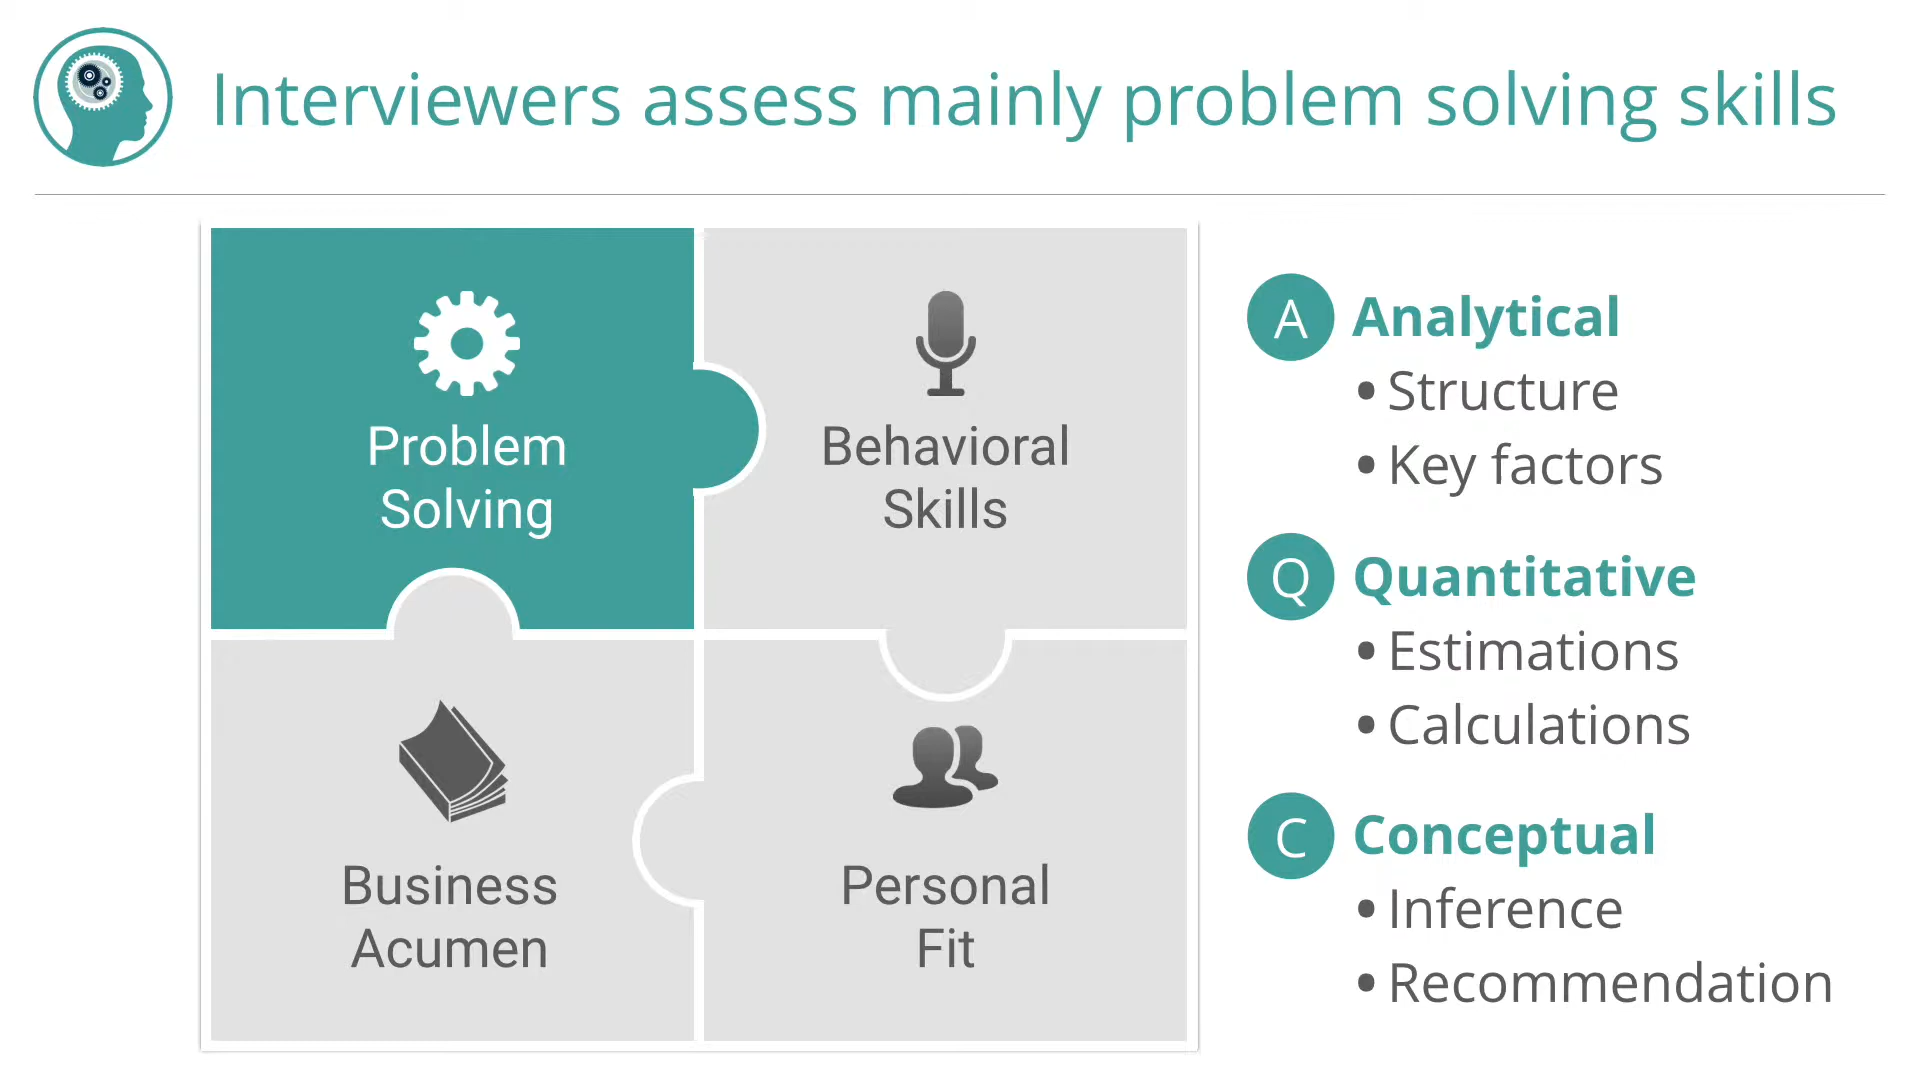 Interviewers assess mainly problem solving skills
Problem
Solving
Behavioral
Skills
Business
Acumen
Personal
Fit
A Analytical
• Structure
• Key factors
Q Quantitative
• Estimations
• Calculations
C Conceptual
• Inference
• Recommendation